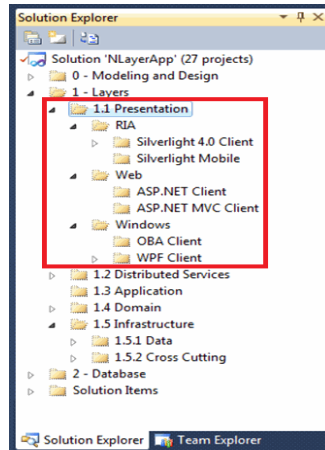 Solution Explorer
Solution 'NLayerApp' (27 projects)
0 - Modeling and Design
1 - Layers
1.1 Presentation
RIA
Silverlight 4.0 Client
Silverlight Mobile
Web
ASP.NET Client
ASP.NET MVC Client
Windows
OBA Client
WPF Client
1.2 Distributed Services
1.3 Application
1.4 Domain
1.5 Infrastructure
1.5.1 Data
1.5.2 Cross Cutting
2 - Database
Solution Items
Solution Explorer Team Explorer